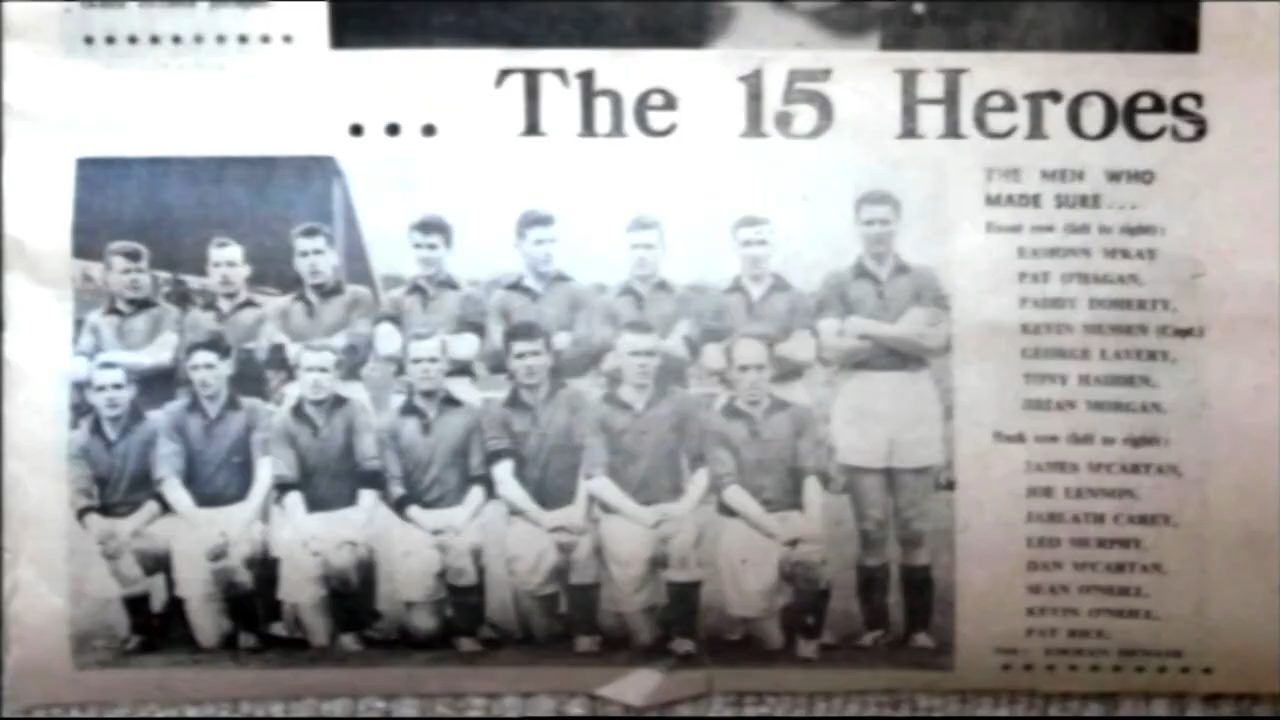 ... The 15 Heroes
THE MEN WHO
MADE SURE...
Front row (left to right):
EAMONN McKAY
PAT O'HAGAN,
PADDY DOHERTY,
KEVIN MUSSEN (Capt.)
GEORGE LAVERY,
TONY HADDEN,
BRIAN MORGAN.
Back row (left to right):
JAMES McCARTAN,
JOE LENNON,
JARLATH CAREY,
LEO MURPHY,
DAN McCARTAN,
SEAN O'NEILL,
KEVIN O'NEILL,
PAT RICE.